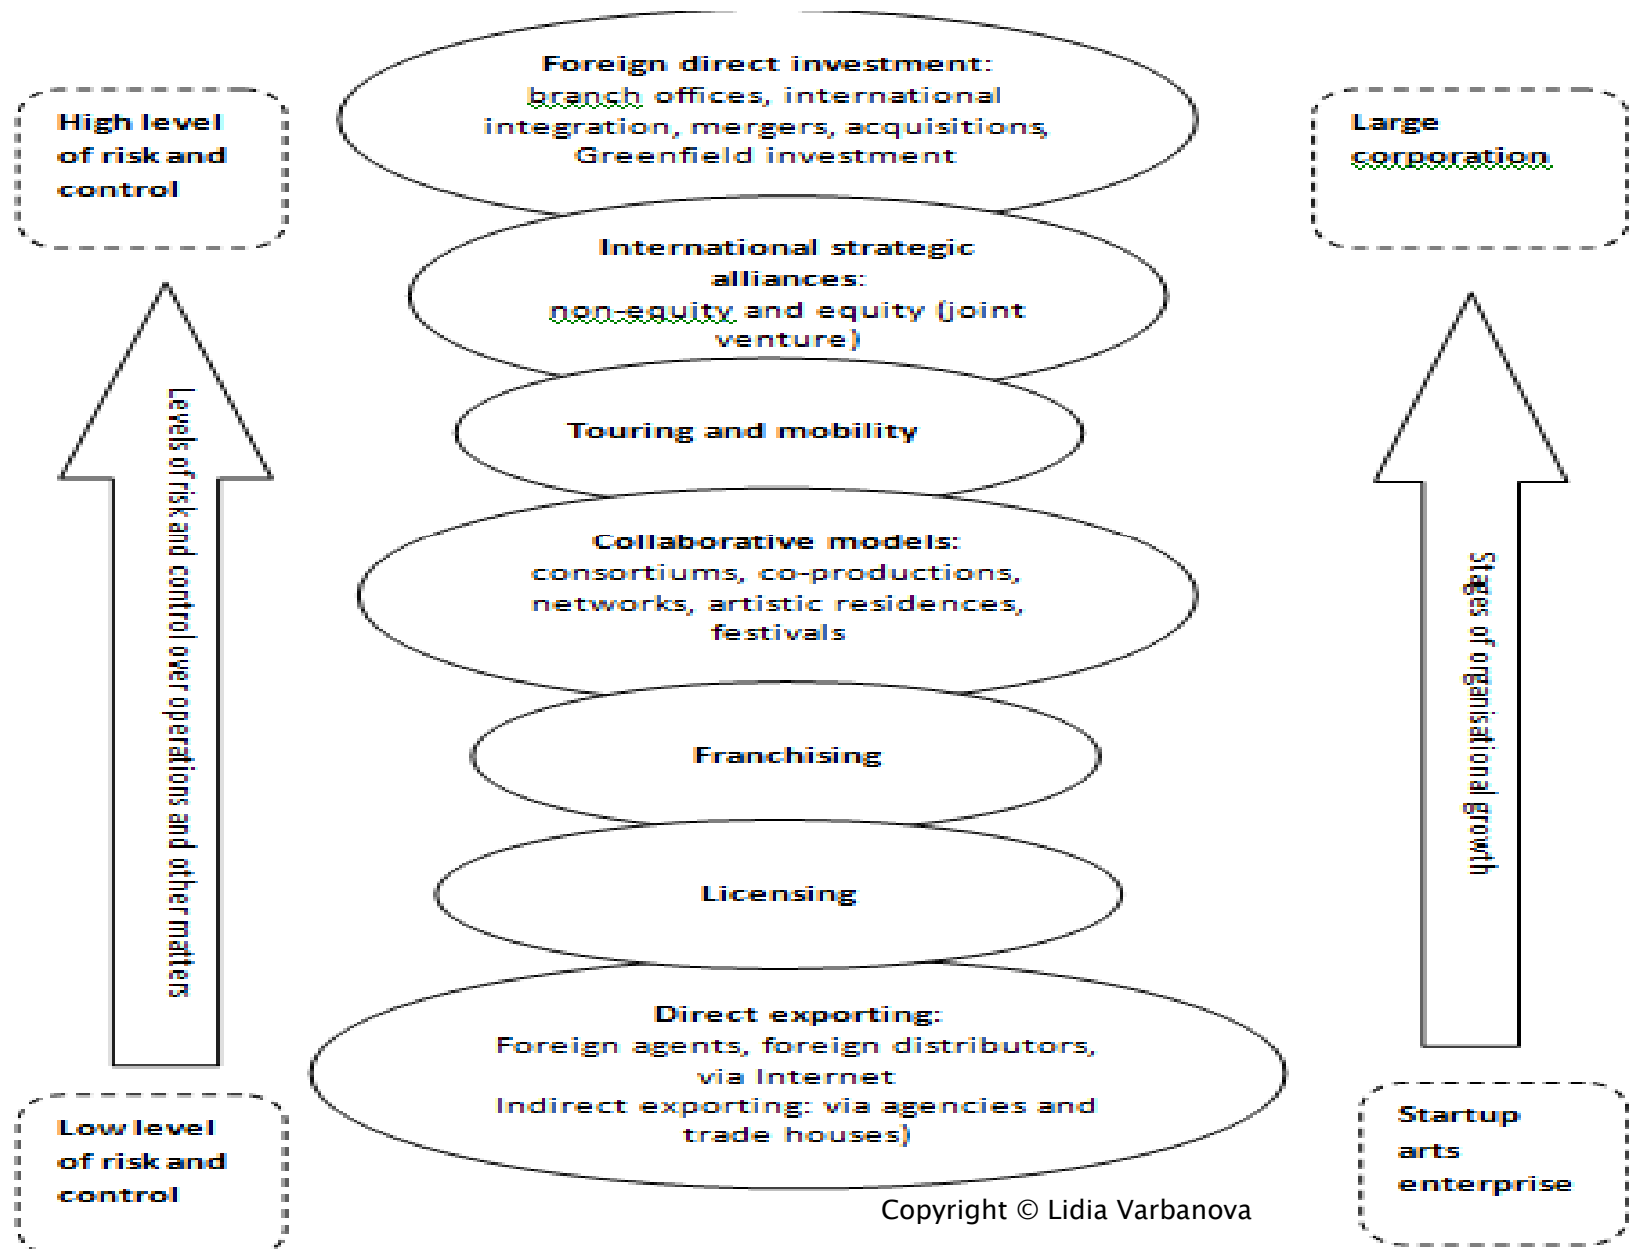 Foreign direct investment:
branch offices, international
integration, mergers, acquisitions,
Greenfield investment
High level
of risk and
control
Large
corporation
International strategic
alliances:
non-equity and equity (joint
venture)
Touring and mobility
Levels of risk and control over operations and other matters
Collaborative models:
consortiums, co-productions,
networks, artistic residences,
festivals
Stages of organisational growth
Franchising
Licensing
Direct exporting:
Foreign agents, foreign distributors,
via Internet
Indirect exporting: via agencies and
trade houses)
Low level
of risk and
control
Startup
arts
enterprise
Copyright © Lidia Varbanova